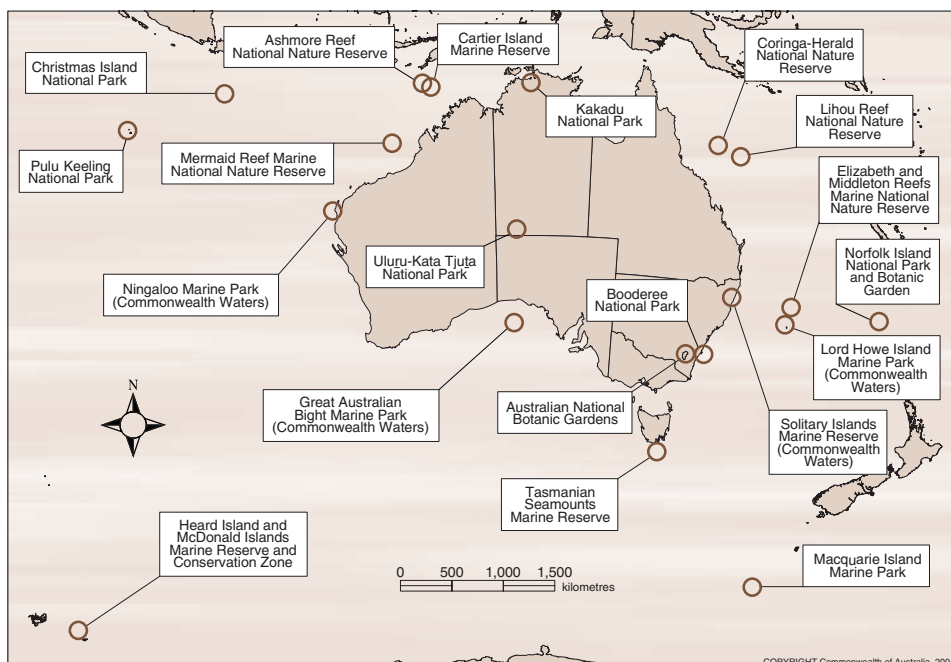 Ashmore Reef
National Nature Reserve
Cartier Island
Marine Reserve
Coringa-Herald
National Nature
Reserve
Christmas Island
National Park
Kakadu
National Park
Lihou Reef
National Nature
Reserve
Pulu Keeling
National Park
Mermaid Reef Marine
National Nature Reserve
Elizabeth and
Middleton Reefs
Marine National
Nature Reserve
Uluru-Kata Tjuta
National Park
Norfolk Island
National Park
and Botanic
Garden
Ningaloo Marine Park
(Commonwealth Waters)
Booderee
National Park
Lord Howe Island
Marine Park
(Commonwealth
Waters)
N
Great Australian
Bight Marine Park
(Commonwealth Waters)
Australian National
Botanic Gardens
Solitary Islands
Marine Reserve
(Commonwealth
Waters)
Tasmanian
Seamounts
Marine Reserve
Heard Island and
McDonald Islands
Marine Reserve and
Conservation Zone
Macquarie Island
Marine Park
0 500 1,000 1,500
kilometres
COPYRIGHT Commonwealth of Australia,